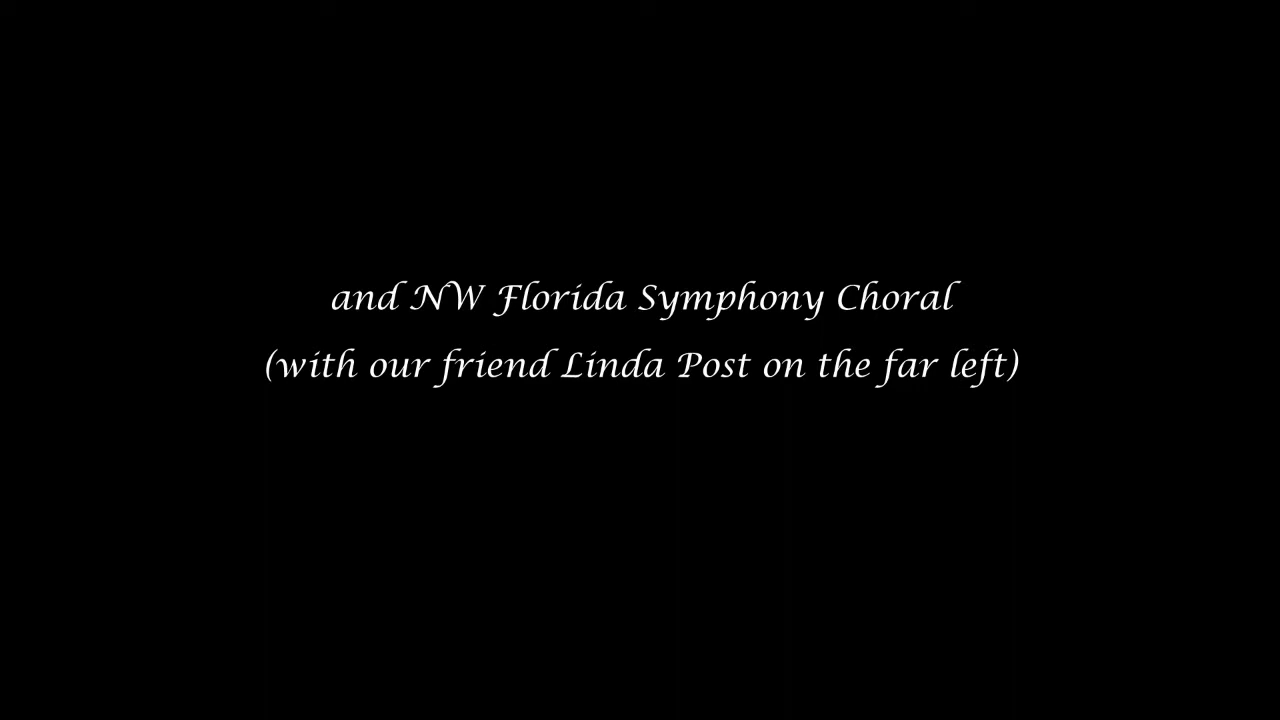 and NW Florida Symphony Choral
(with our friend Linda Post on the far left)